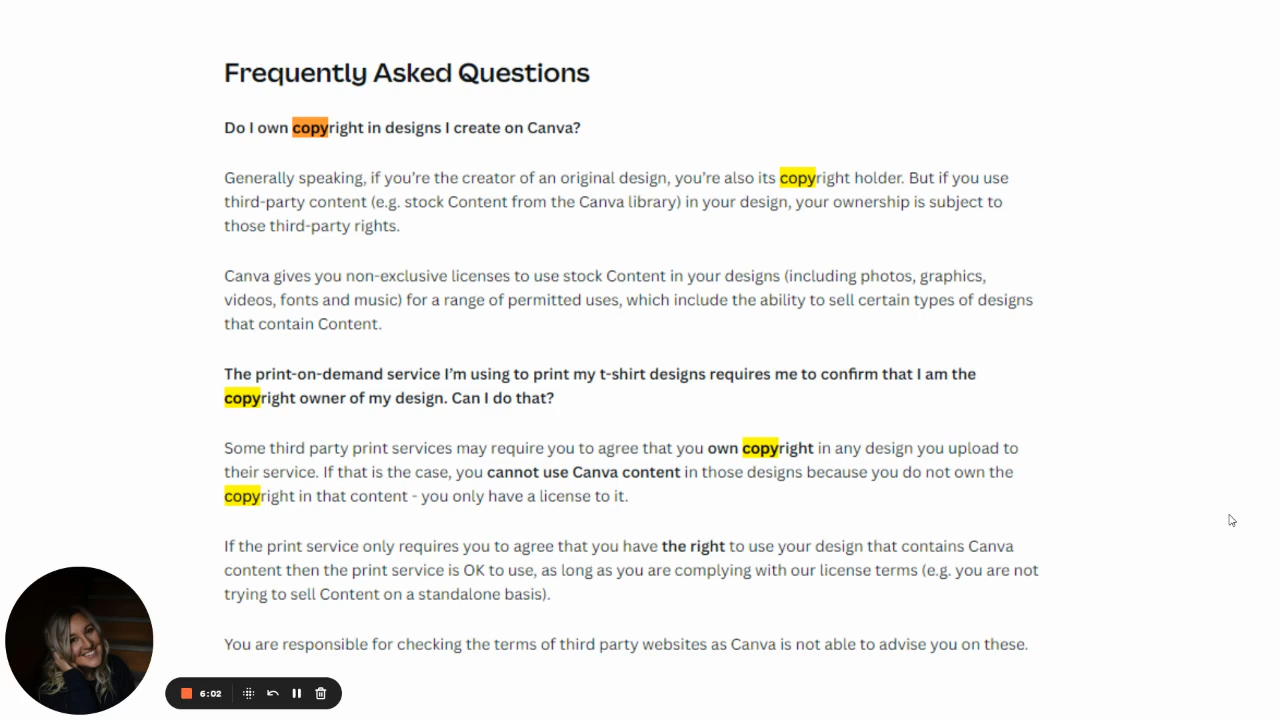 Frequently Asked Questions
Do I own copyright in designs I create on Canva?
Generally speaking, if you’re the creator of an original design, you’re also its copyright holder. But if you use
third-party content (e.g. stock Content from the Canva library) in your design, your ownership is subject to
those third-party rights.
Canva gives you non-exclusive licenses to use stock Content in your designs (including photos, graphics,
videos, fonts and music) for a range of permitted uses, which include the ability to sell certain types of designs
that contain Content.
The print-on-demand service I’m using to print my t-shirt designs requires me to confirm that I am the
copyright owner of my design. Can I do that?
Some third party print services may require you to agree that you own copyright in any design you upload to
their service. If that is the case, you cannot use Canva content in those designs because you do not own the
copyright in that content - you only have a license to it.
If the print service only requires you to agree that you have the right to use your design that contains Canva
content then the print service is OK to use, as long as you are complying with our license terms (e.g. you are not
trying to sell Content on a standalone basis).
You are responsible for checking the terms of third party websites as Canva is not able to advise you on these.
6:02